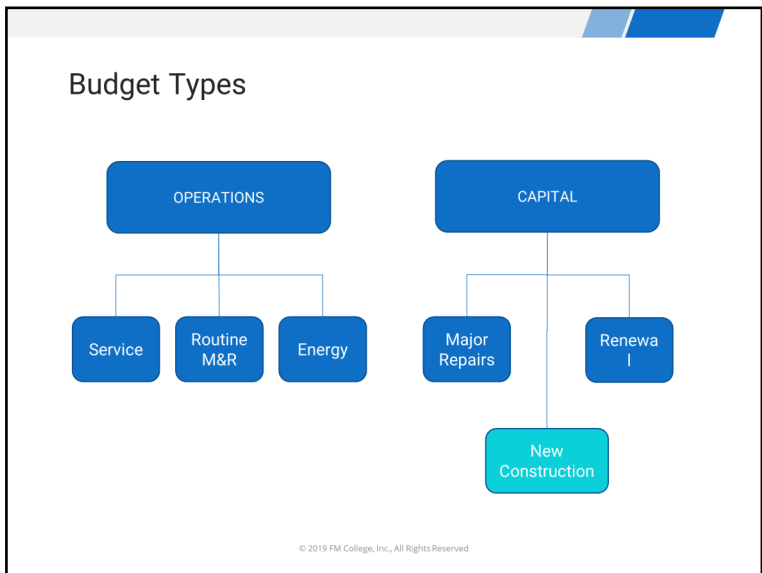 Budget Types
OPERATIONS
CAPITAL
Service
Routine
M&R
Energy
Major
Repairs
Renewa
l
New
Construction
© 2019 FM College, Inc., All Rights Reserved